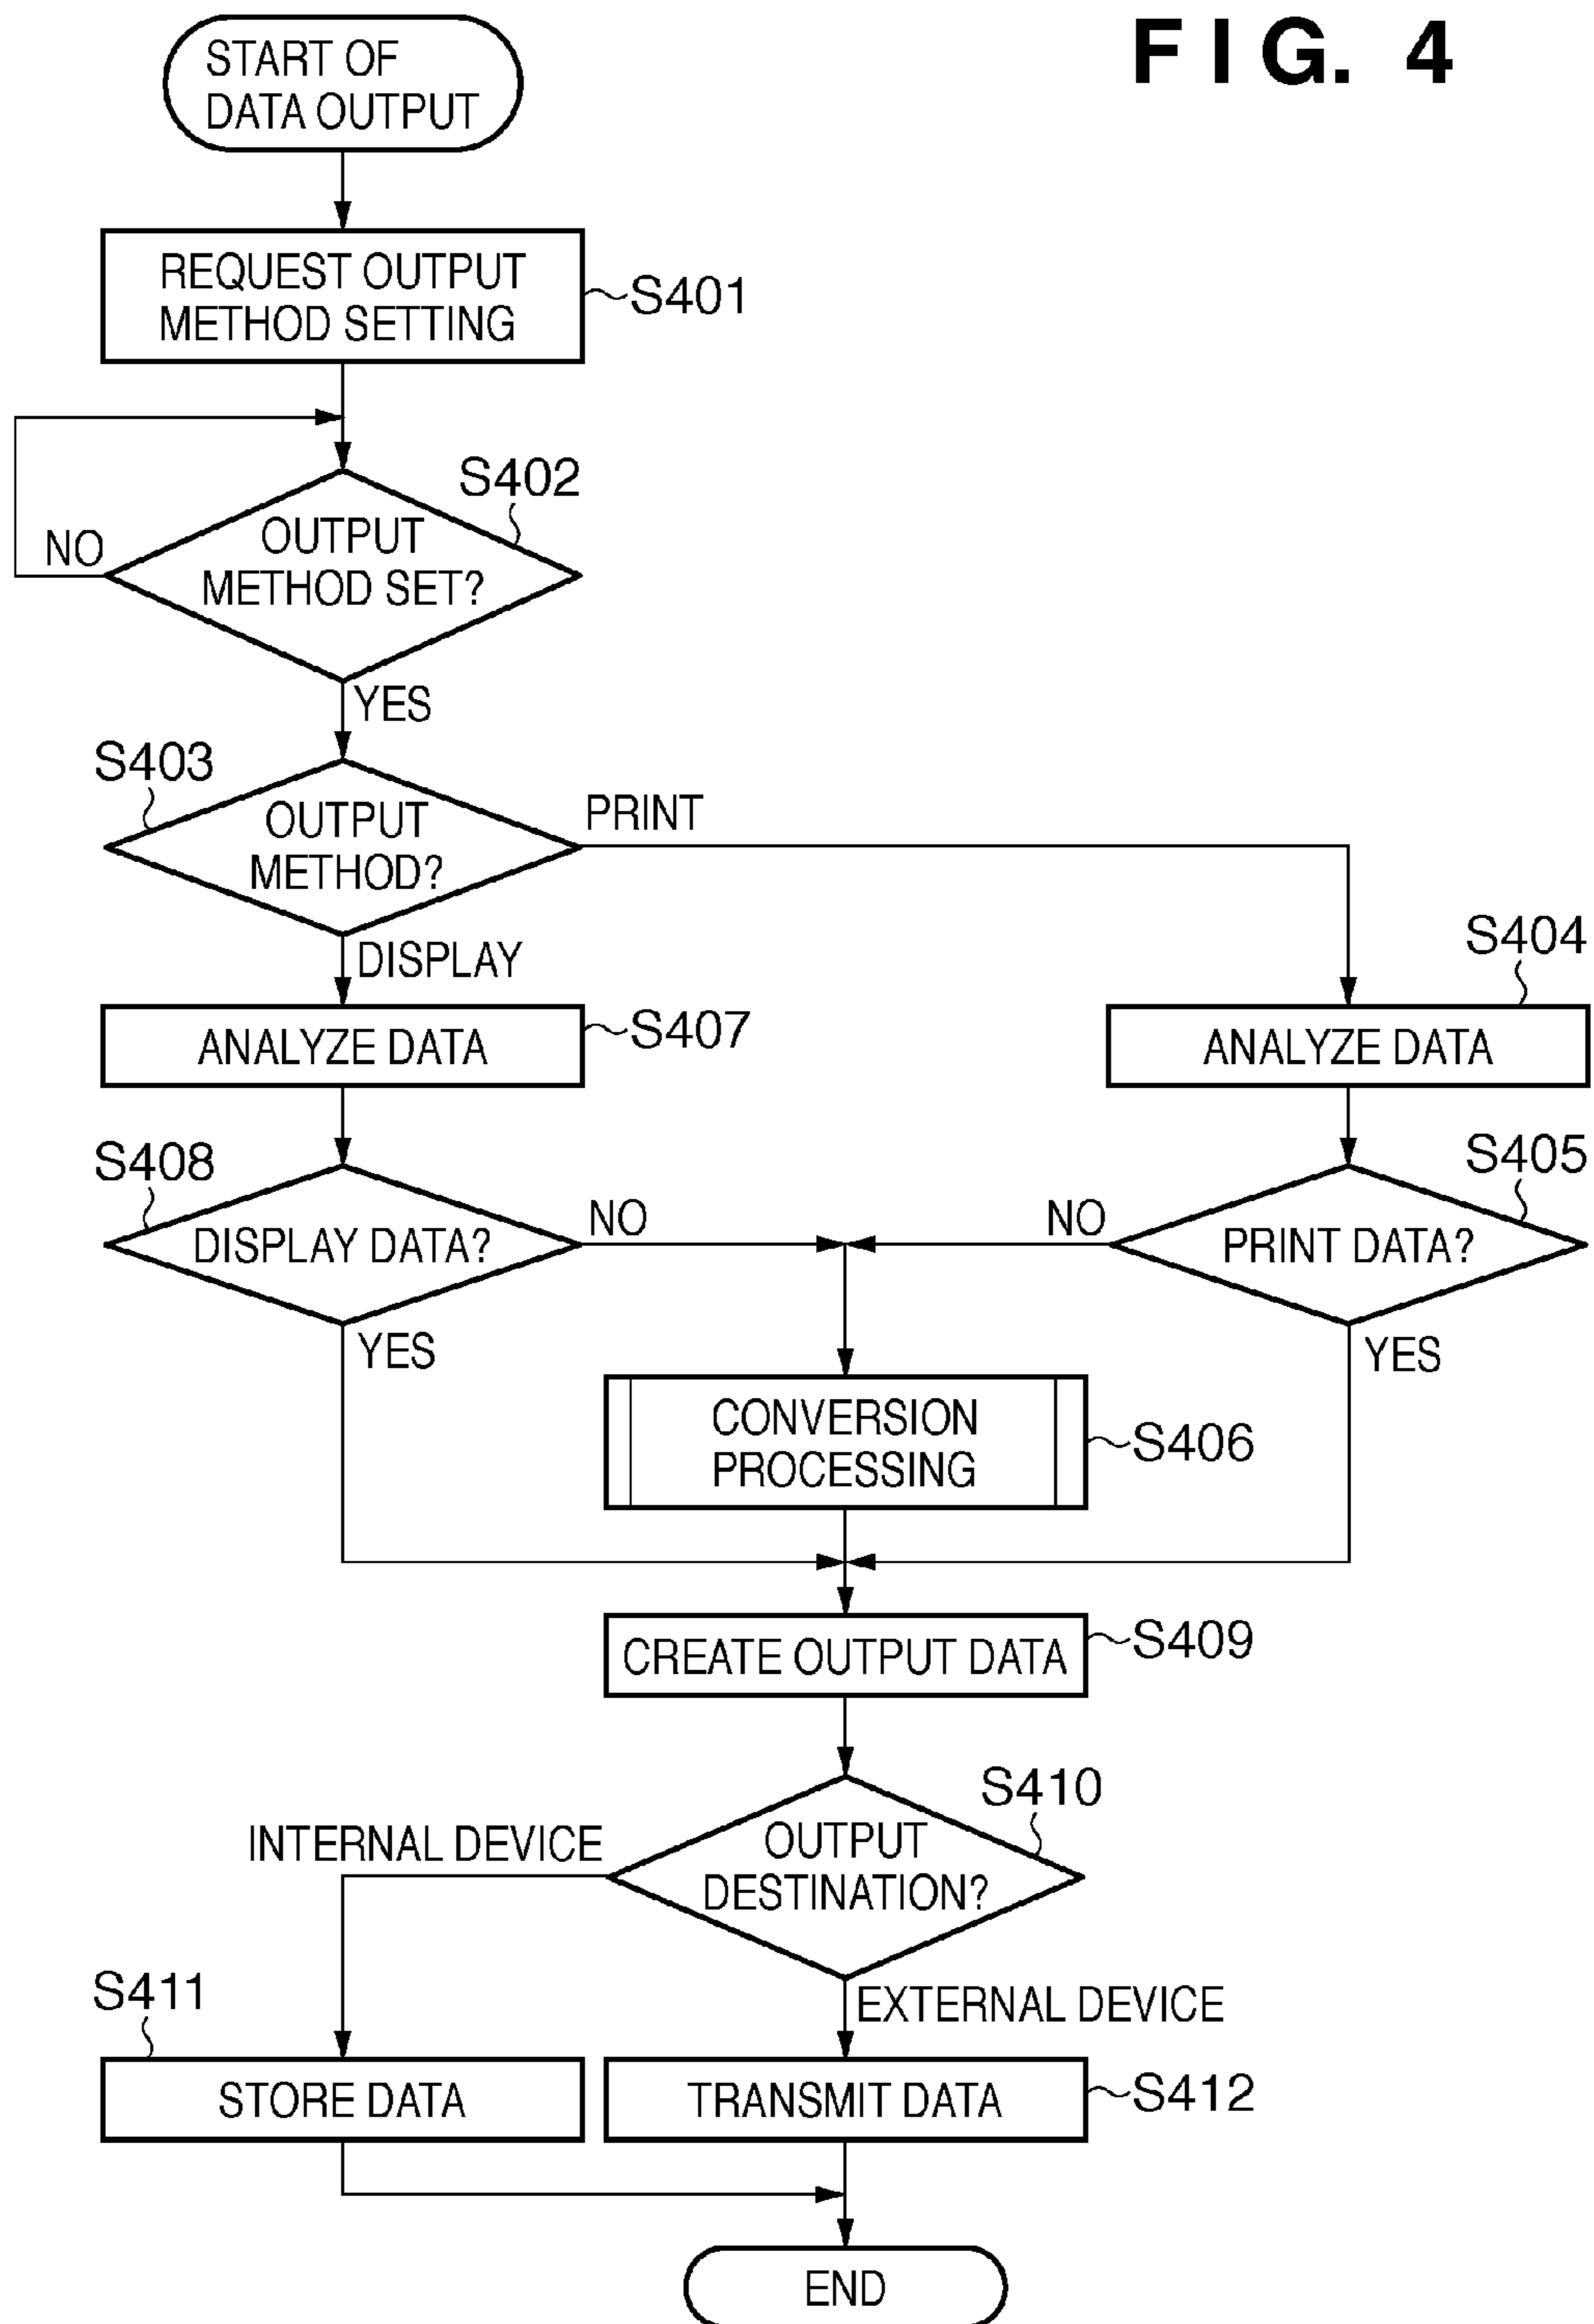 FIG. 4
START OF
DATA OUTPUT
REQUEST OUTPUT
METHOD SETTING
S401
S402
OUTPUT
METHOD SET?
NO
YES
S403
OUTPUT
METHOD?
PRINT
DISPLAY
S404
ANALYZE DATA
S407
ANALYZE DATA
S408
DISPLAY DATA?
NO
NO
S405
PRINT DATA?
YES
YES
CONVERSION
PROCESSING
S406
CREATE OUTPUT DATA
S409
S410
OUTPUT
DESTINATION?
INTERNAL DEVICE
EXTERNAL DEVICE
S411
STORE DATA
TRANSMIT DATA
S412
END